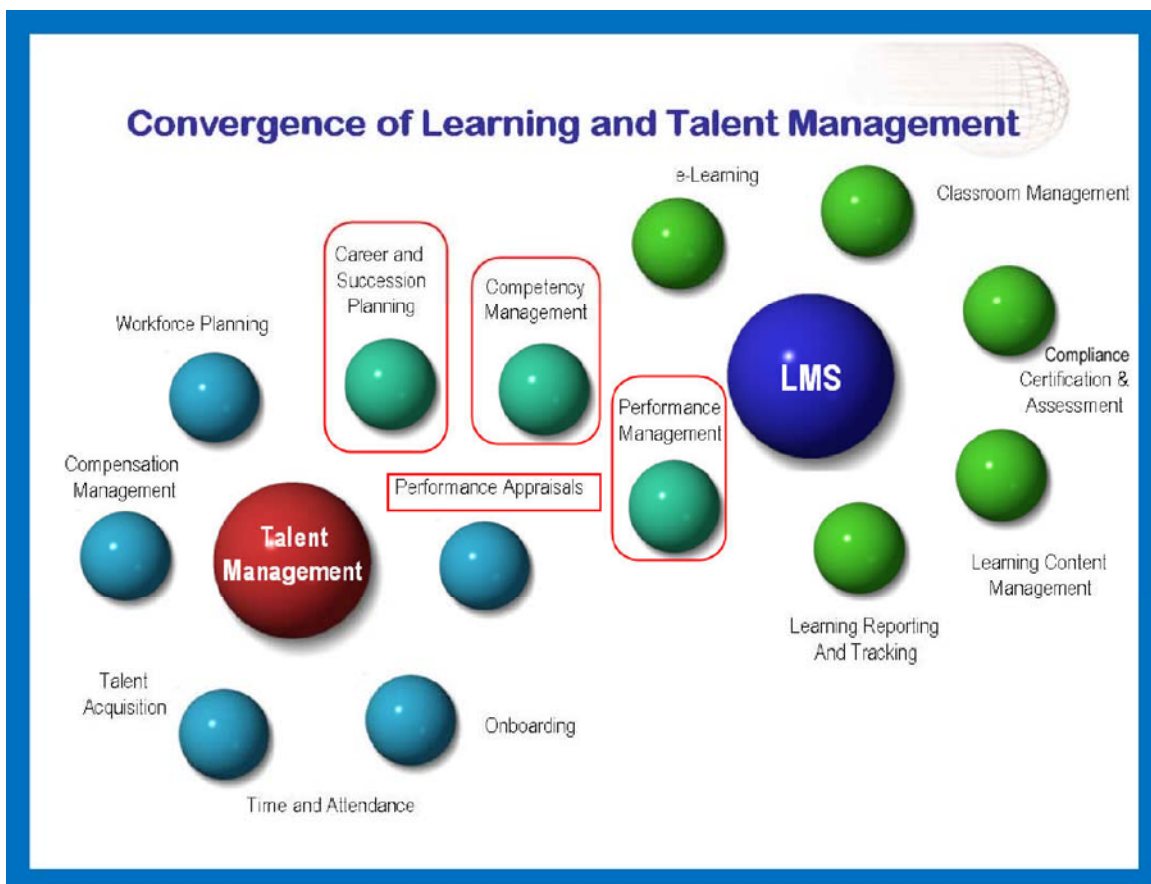 Convergence of Learning and Talent Management
e-Learning
Classroom Management
Career and
Succession
Planning
Competency
Management
Workforce Planning
LMS
Compliance
Certification &
Assessment
Performance
Management
Compensation
Management
Performance Appraisals
Talent
Management
Learning Content
Management
Learning Reporting
And Tracking
Talent
Acquisition
Onboarding
Time and Attendance